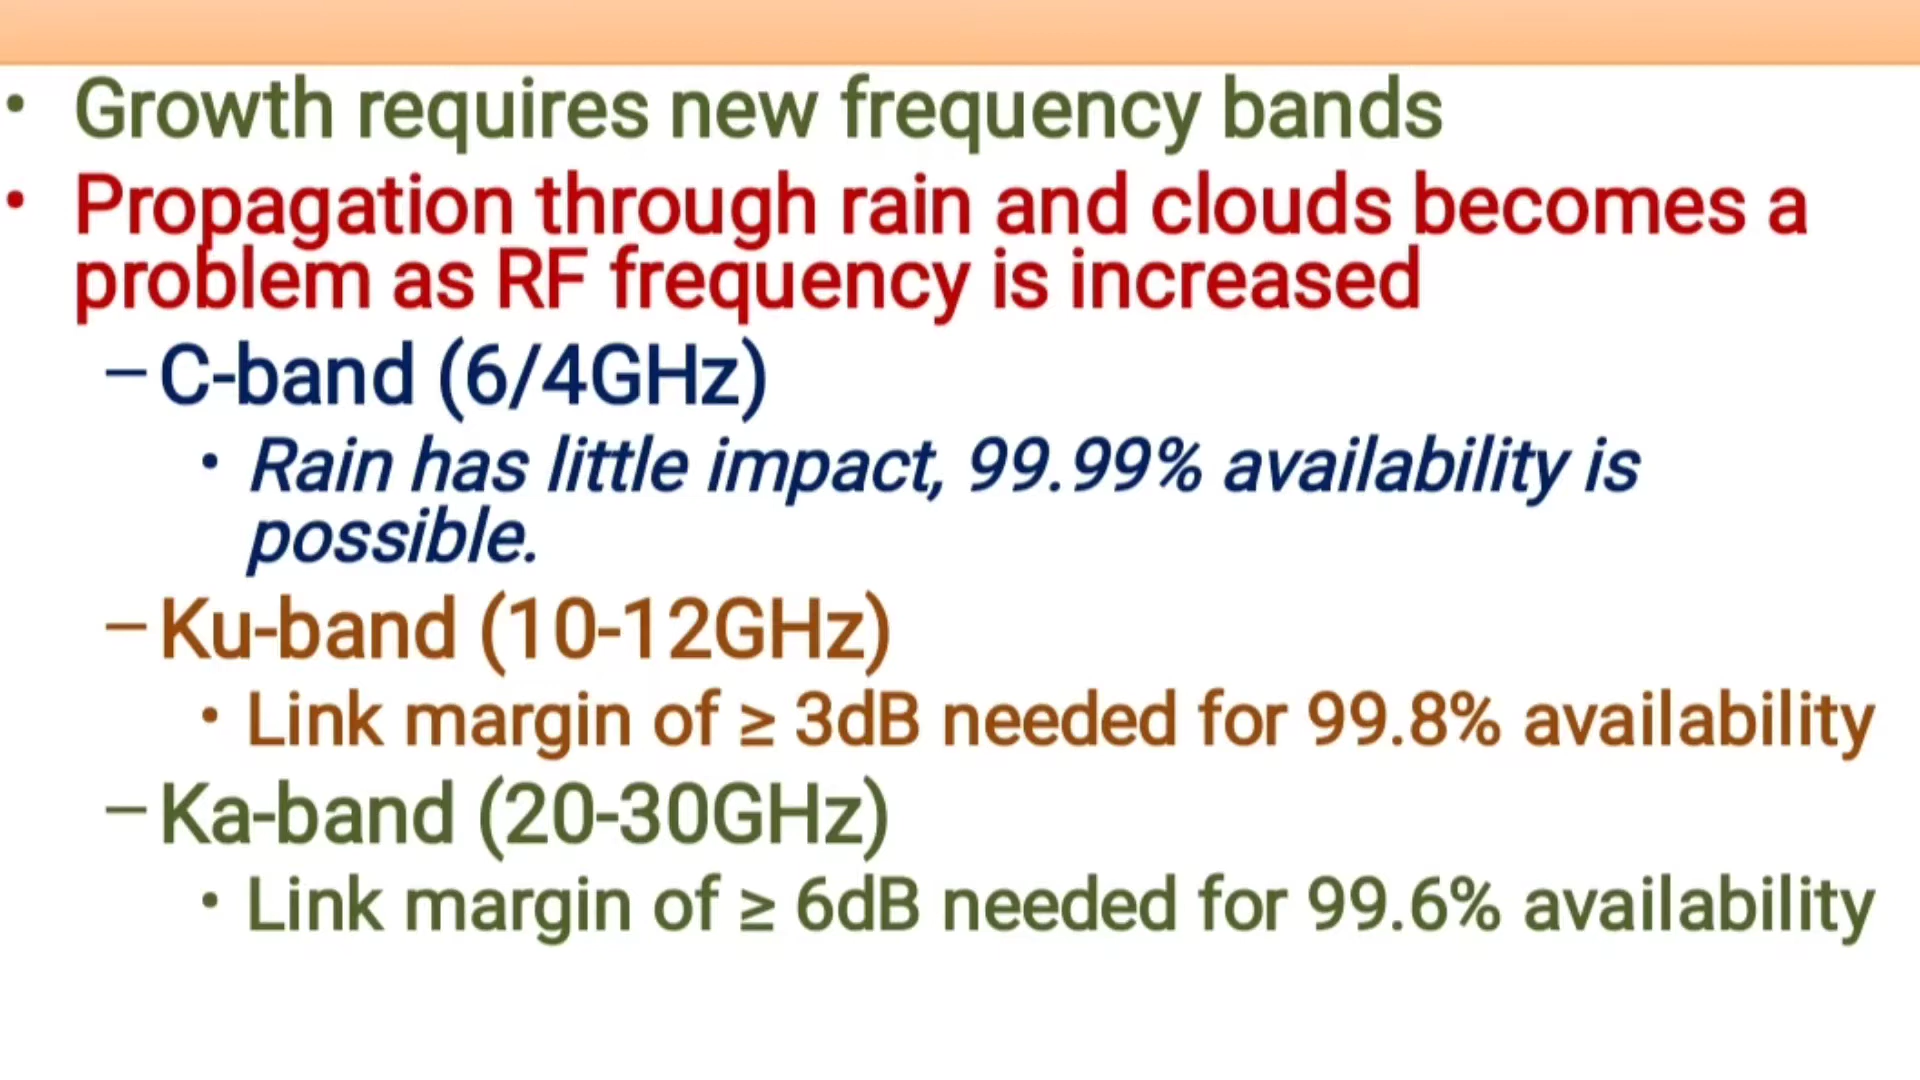 • Growth requires new frequency bands
• Propagation through rain and clouds becomes a
problem as RF frequency is increased
– C-band (6/4GHz)
• Rain has little impact, 99.99% availability is
possible.
– Ku-band (10-12GHz)
• Link margin of ≥ 3dB needed for 99.8% availability
– Ka-band (20-30GHz)
• Link margin of ≥ 6dB needed for 99.6% availability